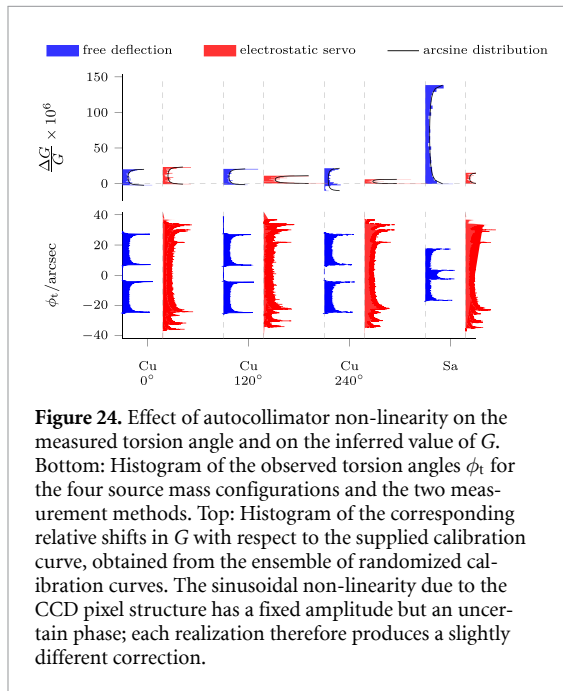 free deflection electrostatic servo arcsine distribution
150
100
50
0
ΔG/G × 10⁶
40
20
0
−20
−40
ϕt/arcsec
Cu Cu Cu Sa
0° 120° 240°
Figure 24. Effect of autocollimator non-linearity on the
measured torsion angle and on the inferred value of G.
Bottom: Histogram of the observed torsion angles ϕt for
the four source mass configurations and the two meas-
urement methods. Top: Histogram of the corresponding
relative shifts in G with respect to the supplied calibration
curve, obtained from the ensemble of randomized cal-
ibration curves. The sinusoidal non-linearity due to the
CCD pixel structure has a fixed amplitude but an uncer-
tain phase; each realization therefore produces a slightly
different correction.